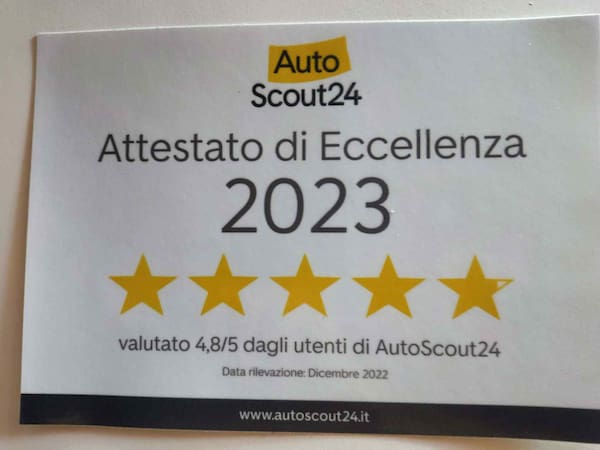 Auto
Scout24
Attestato di Eccellenza
2023
valutato 4,8/5 dagli utenti di AutoScout24
Data rilevazione: Dicembre 2022
www.autoscout24.it